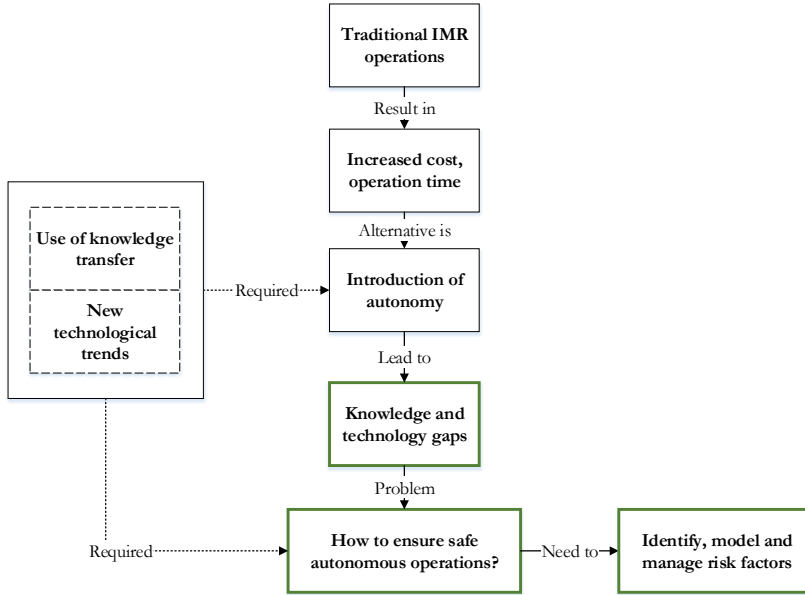 Traditional IMR
operations
Result in
Increased cost,
operation time
Alternative is
Use of knowledge
transfer
New
technological
trends
Required
Introduction of
autonomy
Lead to
Knowledge and
technology gaps
Problem
Required
How to ensure safe
autonomous operations?
Need to
Identify, model and
manage risk factors